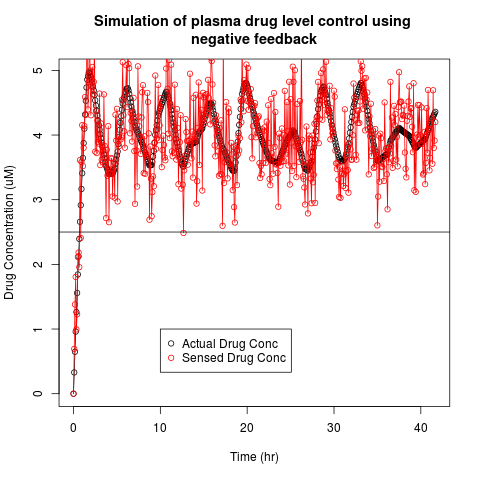 Simulation of plasma drug level control using
negative feedback
Drug Concentration (uM)
5
4
3
2
1
0
Actual Drug Conc
Sensed Drug Conc
0
10
20
30
40
Time (hr)